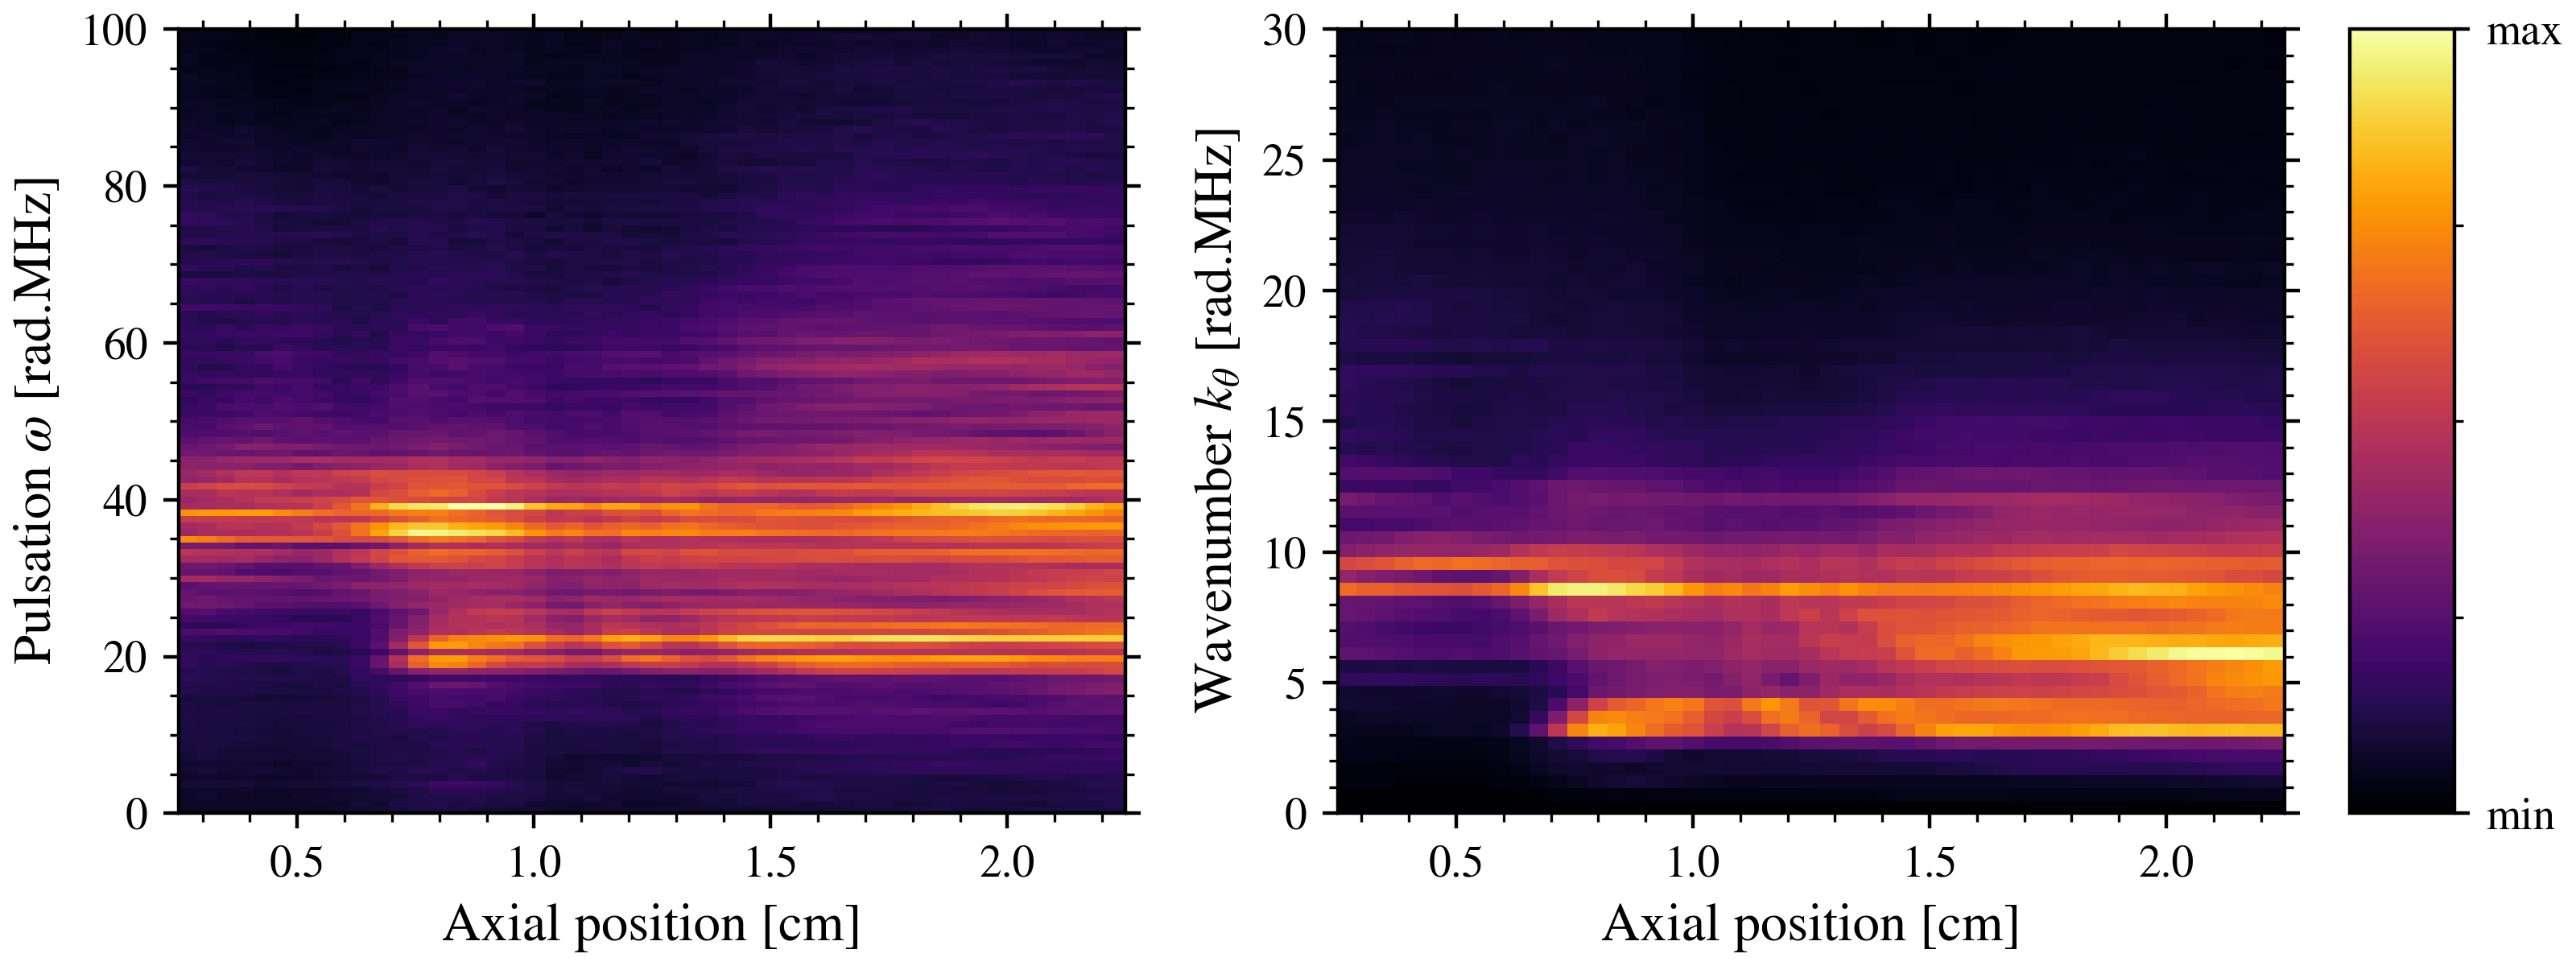 100
80
60
40
20
0
Pulsation ω [rad.MHz]
0.5 1.0 1.5 2.0
Axial position [cm]
30
25
20
15
10
5
0
Wavenumber k_θ [rad.MHz]
0.5 1.0 1.5 2.0
Axial position [cm]
max
min